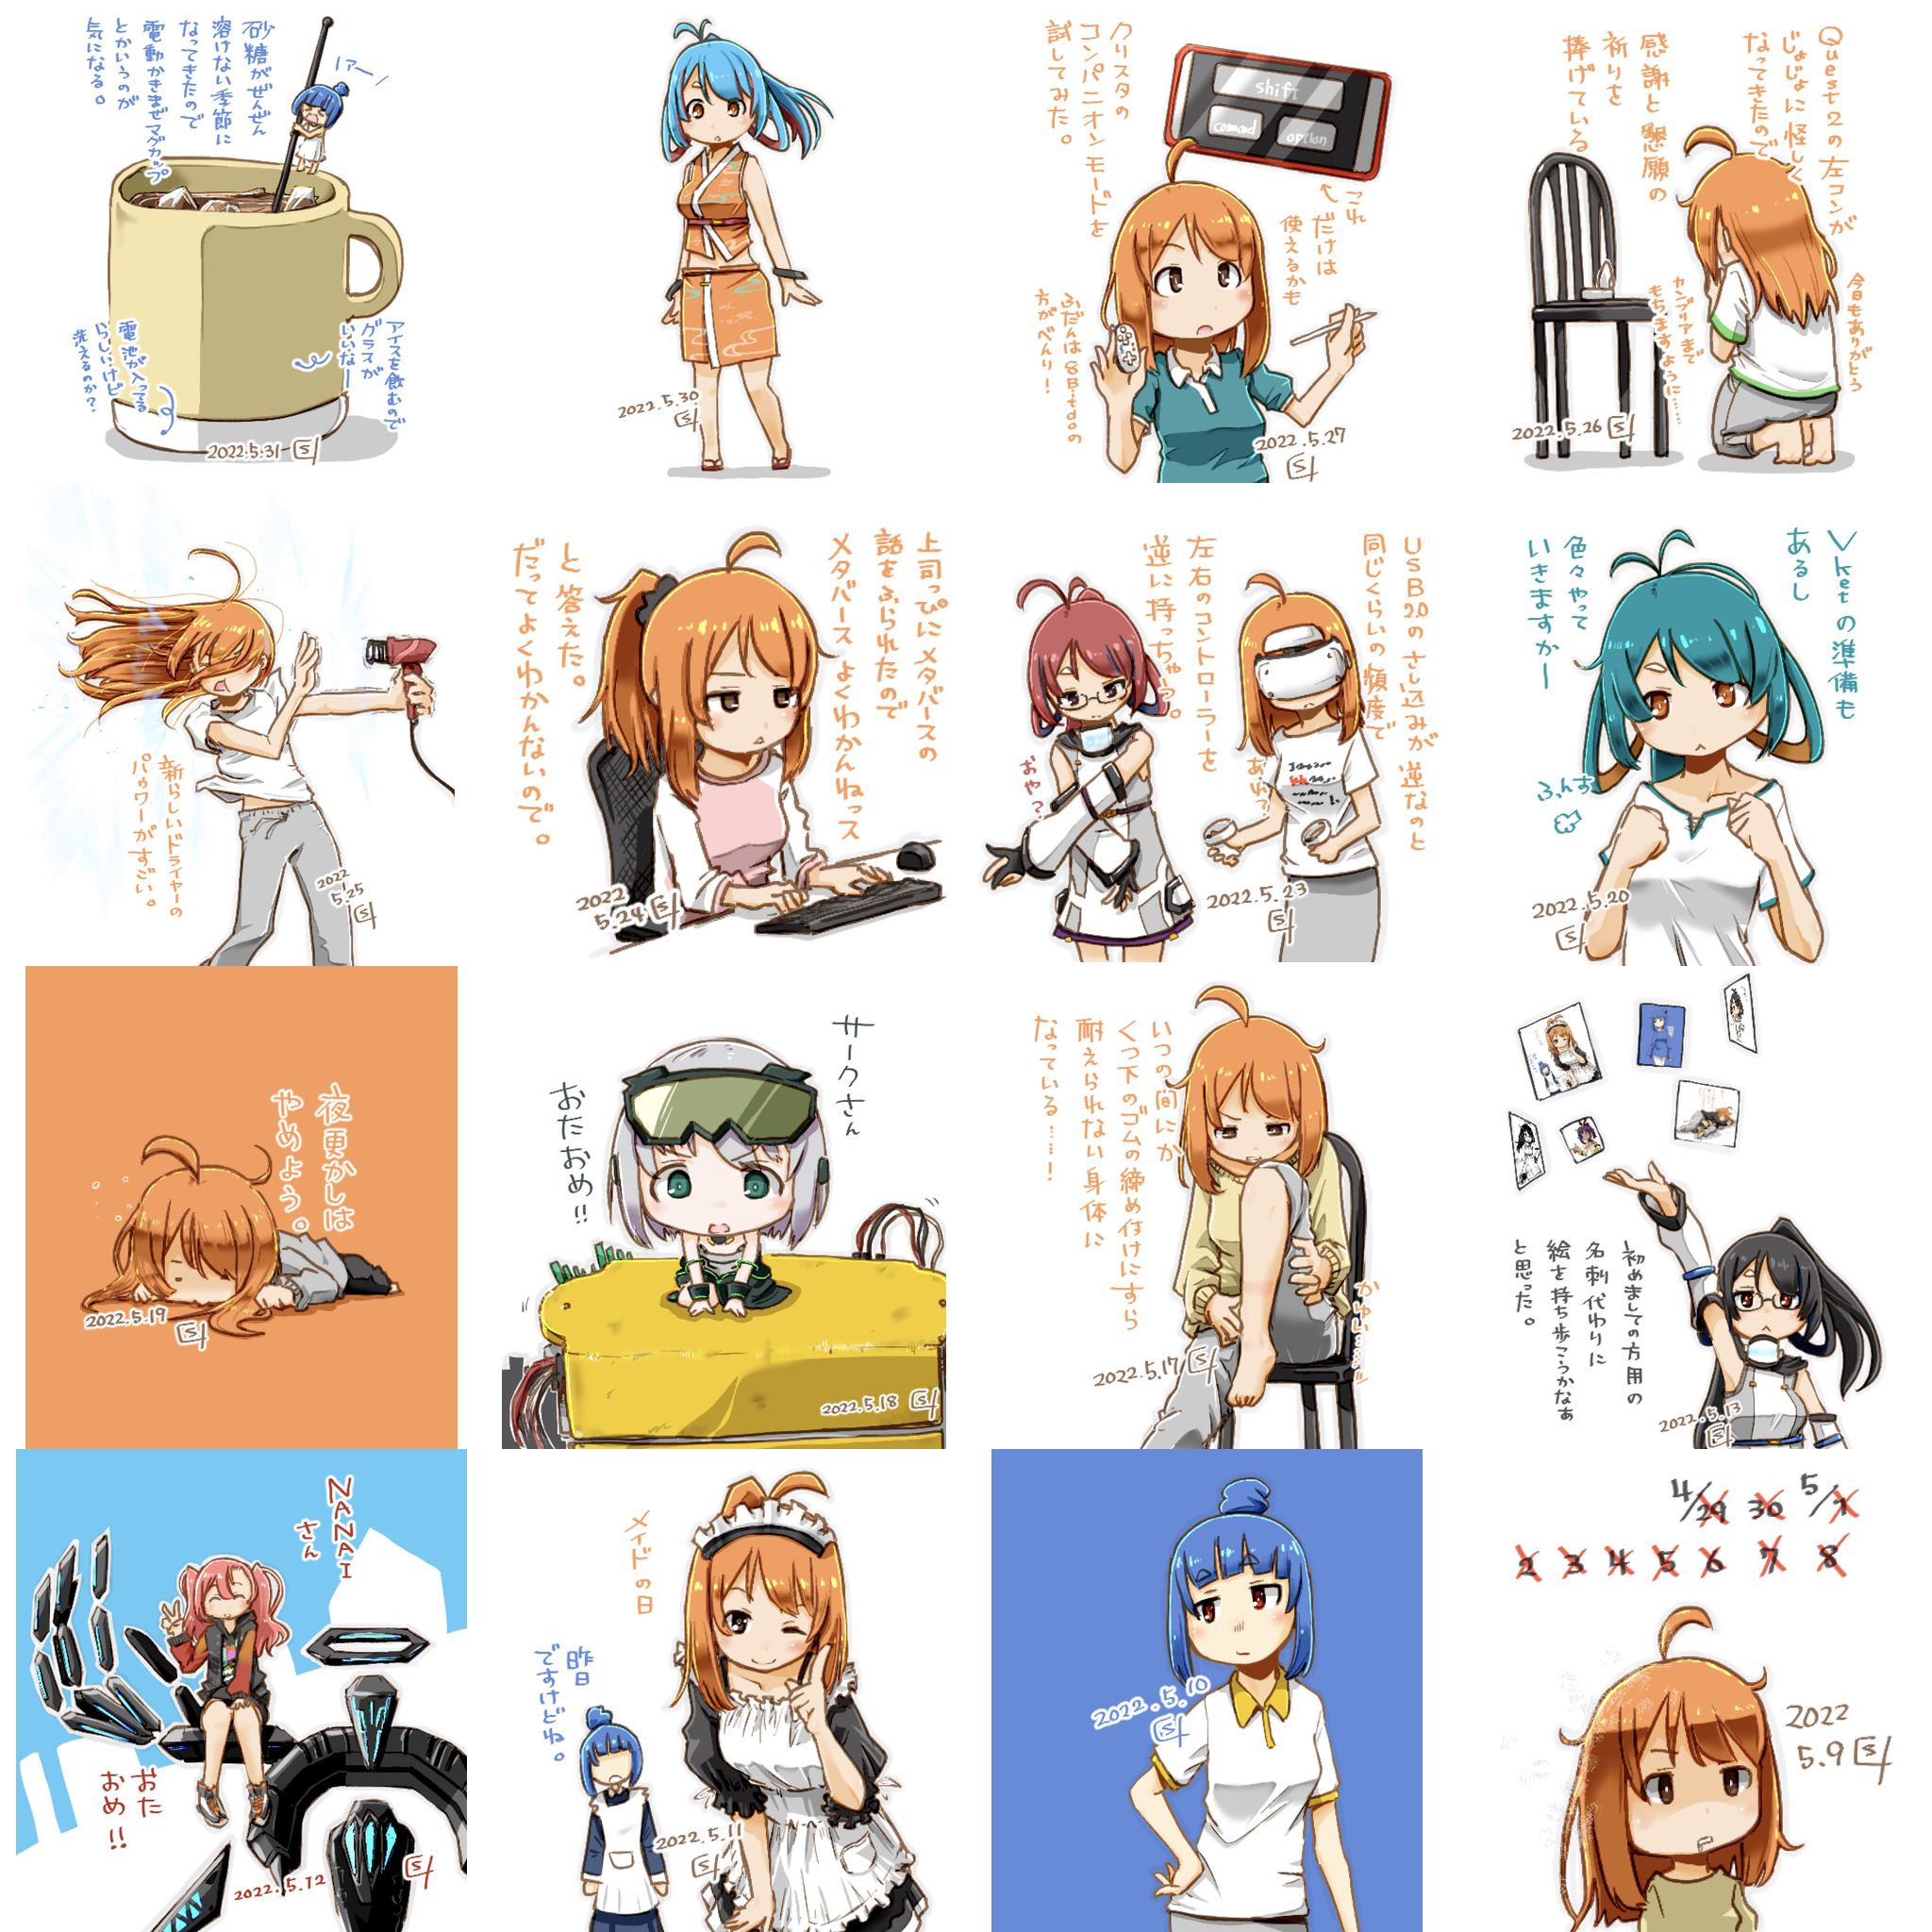 砂糖がぜんぜん
溶けない季節に
なってきたので
電動かきまぜマグカップ
とかいうのが
気になる。
アイスを飲むので
グラスが
いいなー
電池が入ってる
らしいけど
洗えるのか?
2022.5.31
2022.5.30
クリスタの
コンパニオンモードを
試してみた。
shift
comand
option
これ
だけは
使えるかも
ふだんは8Bitdoの
方がべんり!
2022.5.27
Quest2の左コンが
じょじょに怪しく
なってきたので
感謝と懇願の
祈りを
捧げている
今日もありがとう
カンブリアまで
もちますように……
2022.5.26
新らしいドライヤーの
パゥワーがすごい。
2022
5.25
上司っぴにメタバースの
話をふられたので
メタバースよくわかんねっス
と答えた。
だってよくわかんないので。
2022
5.24
USB2.0のさし込みが逆なのと
同じくらいの頻度で
左右のコントローラーを
逆に持っちゃう。
あれ?
おや?
2022.5.23
Vketの準備も
あるし
色々やって
いきますかー
ふんす
2022.5.20
夜更かしは
やめよう。
2022.5.19
サークさん
おたおめ!!
2022.5.18
いつの間にか
くつ下のゴムの締め付けにすら
耐えられない身体に
なっている……!
かゆい……
2022.5.17
初めましての方用の
名刺代わりに
絵を持ち歩こうかなぁ
と思った。
2022.5.13
NANAI
さん
おた
おめ!!
2022.5.12
メイドの日
昨日
ですけどね。
2022.5.11
2022.5.10
4/29 30 5/1
2 3 4 5 6 7 8
2022
5.9